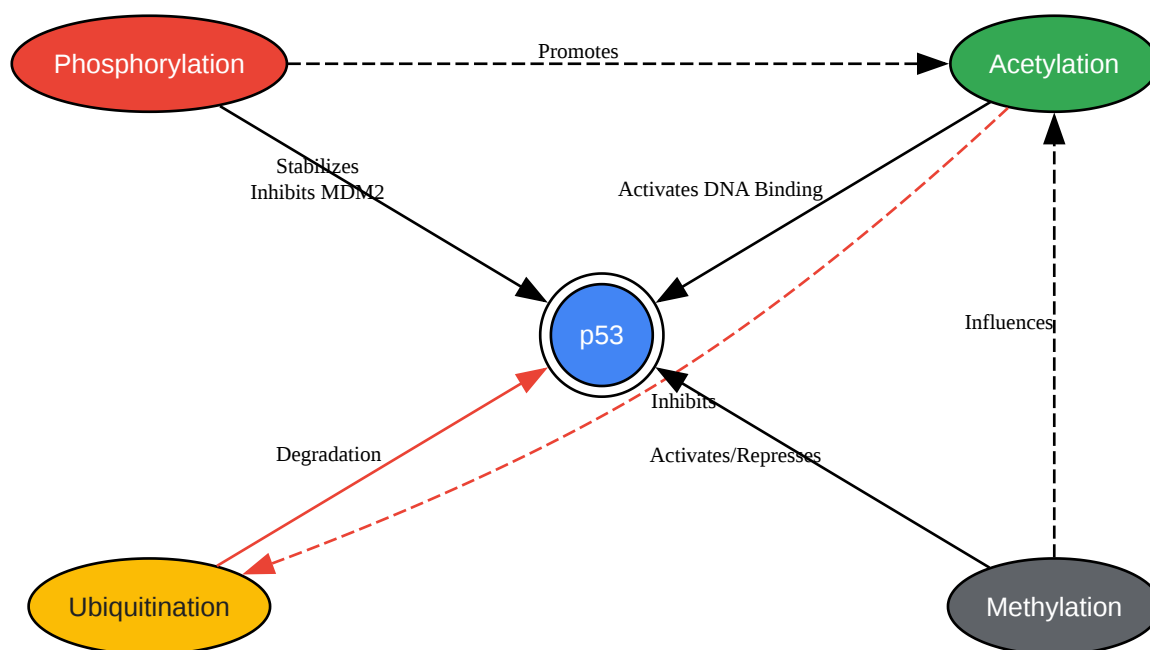 Promotes
Phosphorylation
Acetylation
Stabilizes
Inhibits MDM2
Activates DNA Binding
Influences
p53
Inhibits
Degradation
Activates/Represses
Ubiquitination
Methylation